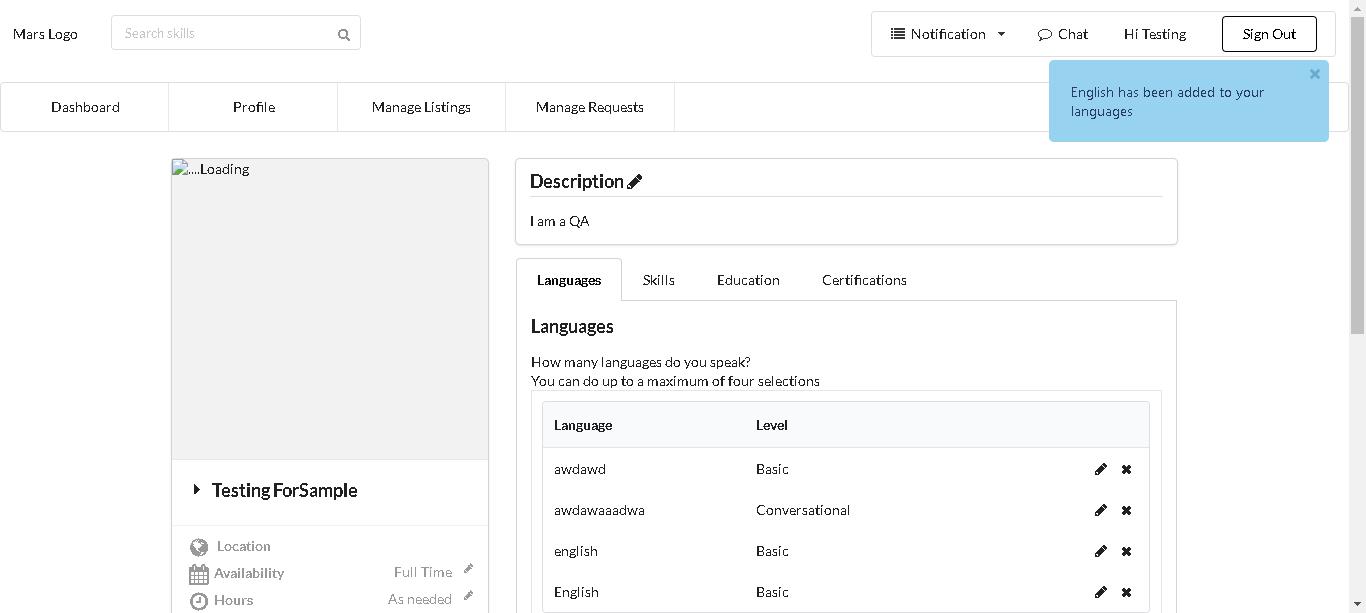 Mars Logo
Search skills
Notification
Chat
Hi Testing
Sign Out
English has been added to your
languages
Dashboard
Profile
Manage Listings
Manage Requests
....Loading
Description
I am a QA
Languages
Skills
Education
Certifications
Languages
How many languages do you speak?
You can do up to a maximum of four selections
Language Level
awdawd Basic
awdawaaadwa Conversational
english Basic
English Basic
Testing ForSample
Location
Availability Full Time
Hours As needed